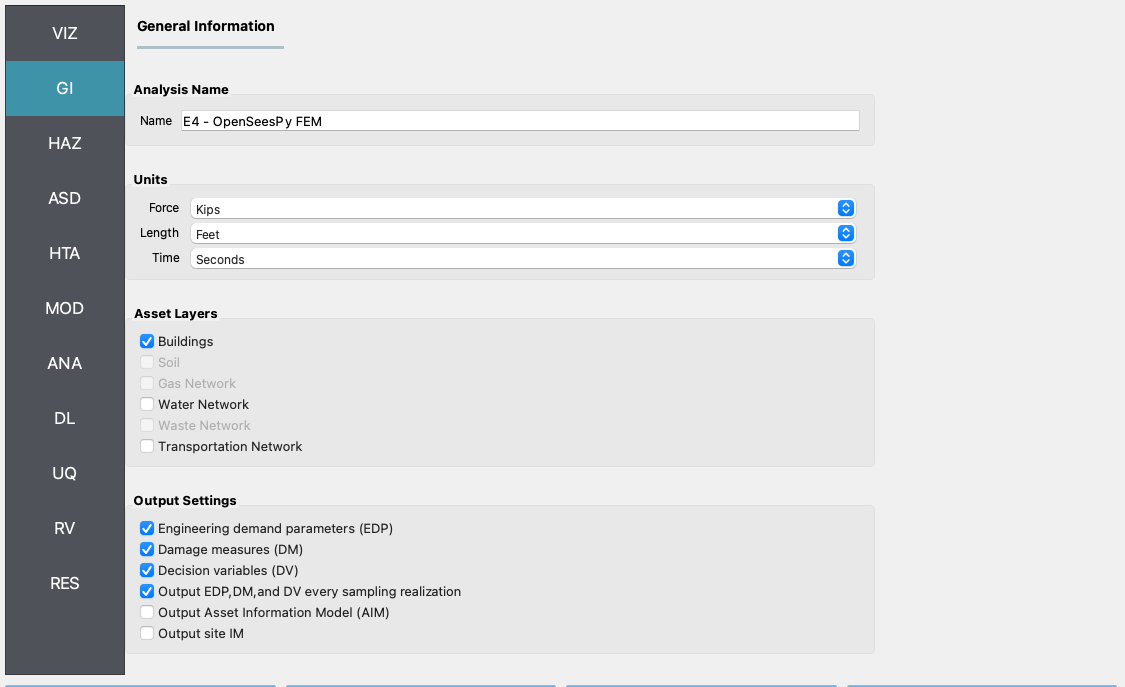 VIZ
GI
HAZ
ASD
HTA
MOD
ANA
DL
UQ
RV
RES
General Information
Analysis Name
Name E4 - OpenSeesPy FEM
Units
Force Kips
Length Feet
Time Seconds
Asset Layers
Buildings
Soil
Gas Network
Water Network
Waste Network
Transportation Network
Output Settings
Engineering demand parameters (EDP)
Damage measures (DM)
Decision variables (DV)
Output EDP,DM,and DV every sampling realization
Output Asset Information Model (AIM)
Output site IM